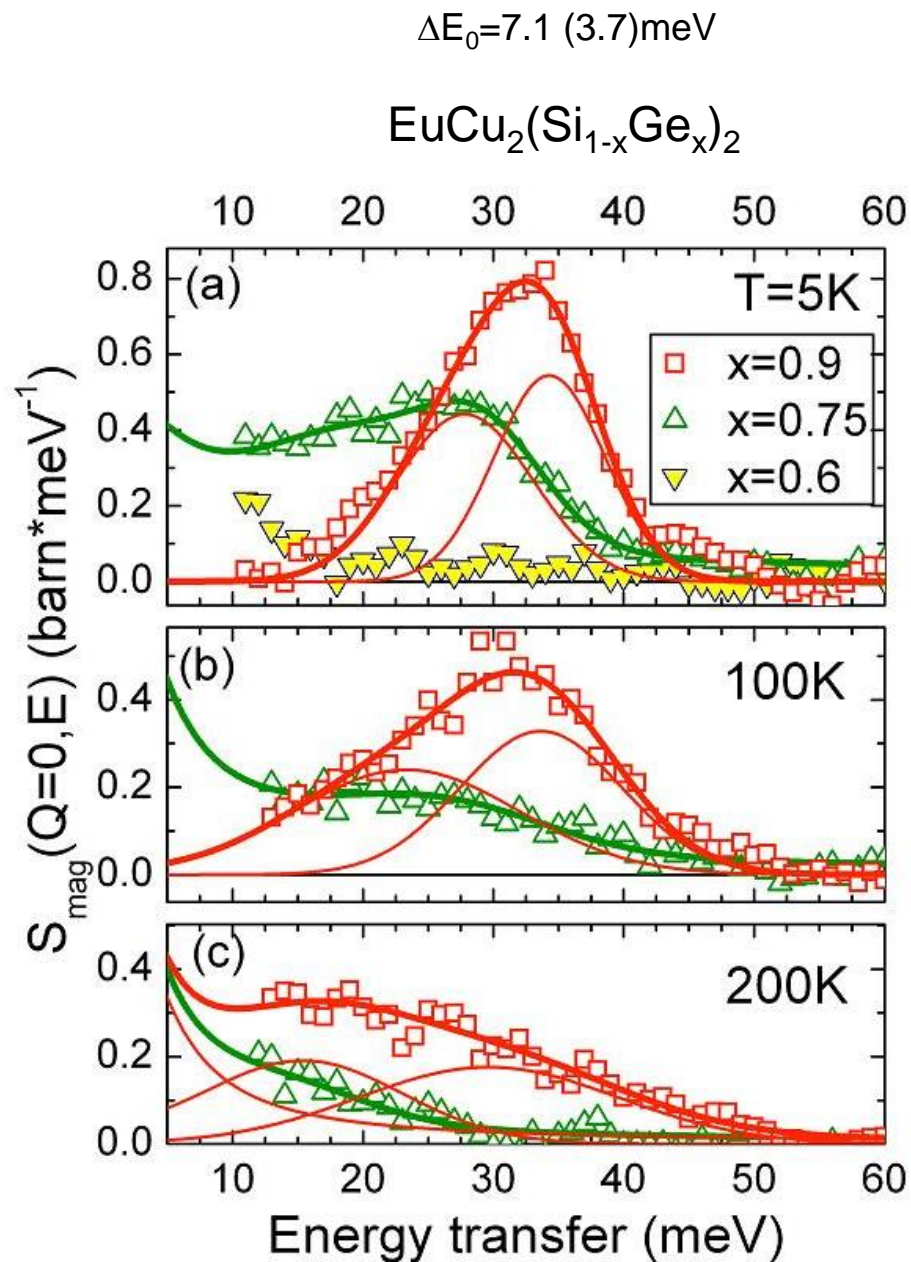 ΔE₀=7.1 (3.7)meV
EuCu₂(Si₁₋ₓGeₓ)₂
10 20 30 40 50 60
(a) T=5K
x=0.9
x=0.75
x=0.6
0.8
0.6
0.4
0.2
0.0
(b) 100K
0.4
0.2
0.0
(c) 200K
0.4
0.2
0.0
10 20 30 40 50 60
Energy transfer (meV)
S_mag(Q=0,E) (barn*meV⁻¹)